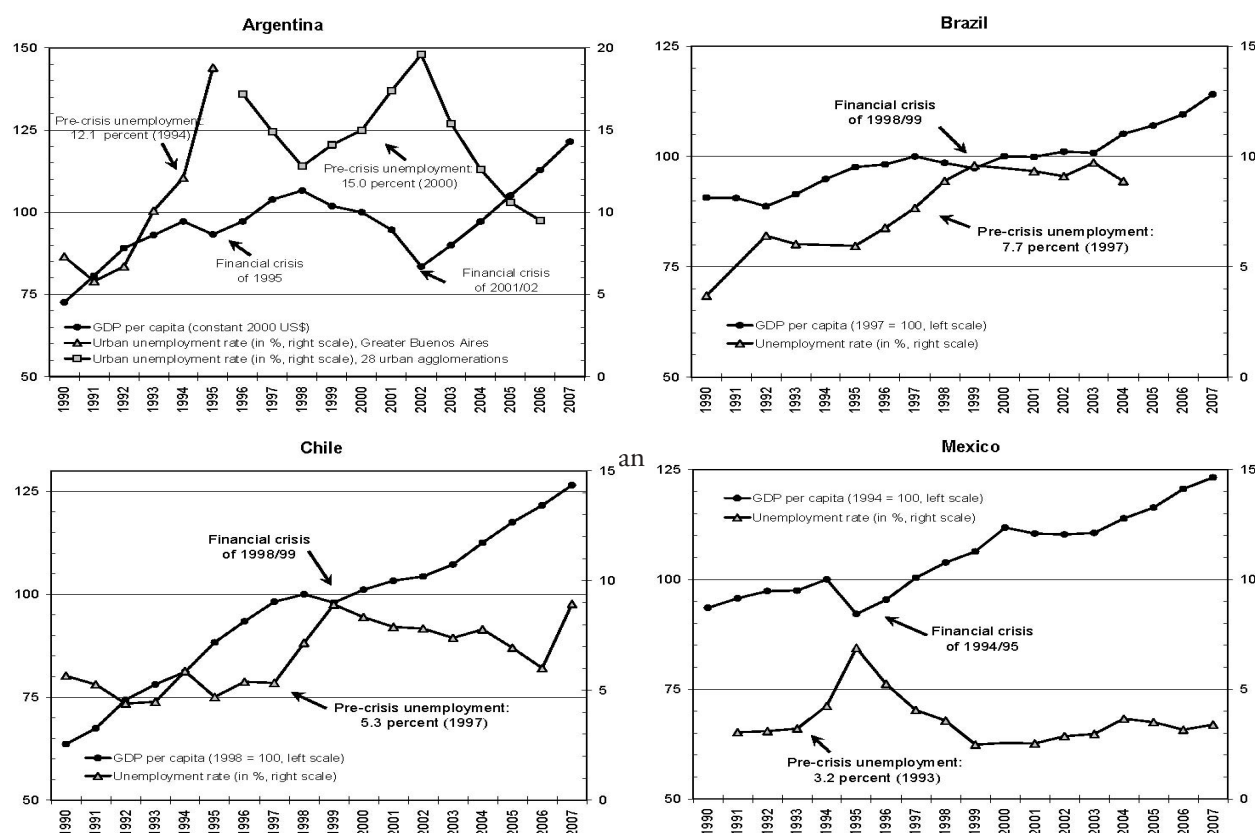 Argentina
150
125
100
75
50
20
15
10
5
0
Pre-crisis unemployment:
12.1 percent (1994)
Pre-crisis unemployment:
15.0 percent (2000)
Financial crisis
of 1995
Financial crisis
of 2001/02
GDP per capita (constant 2000 US$)
Urban unemployment rate (in %, right scale), Greater Buenos Aires
Urban unemployment rate (in %, right scale), 28 urban agglomerations
1990 1991 1992 1993 1994 1995 1996 1997 1998 1999 2000 2001 2002 2003 2004 2005 2006 2007
Brazil
125
100
75
50
15
10
5
0
Financial crisis
of 1998/99
Pre-crisis unemployment:
7.7 percent (1997)
GDP per capita (1997 = 100, left scale)
Unemployment rate (in %, right scale)
1990 1991 1992 1993 1994 1995 1996 1997 1998 1999 2000 2001 2002 2003 2004 2005 2006 2007
Chile
125
100
75
50
15
10
5
0
Financial crisis
of 1998/99
Pre-crisis unemployment:
5.3 percent (1997)
GDP per capita (1998 = 100, left scale)
Unemployment rate (in %, right scale)
1990 1991 1992 1993 1994 1995 1996 1997 1998 1999 2000 2001 2002 2003 2004 2005 2006 2007
an
Mexico
125
100
75
50
15
10
5
0
GDP per capita (1994 = 100, left scale)
Unemployment rate (in %, right scale)
Financial crisis
of 1994/95
Pre-crisis unemployment:
3.2 percent (1993)
1990 1991 1992 1993 1994 1995 1996 1997 1998 1999 2000 2001 2002 2003 2004 2005 2006 2007